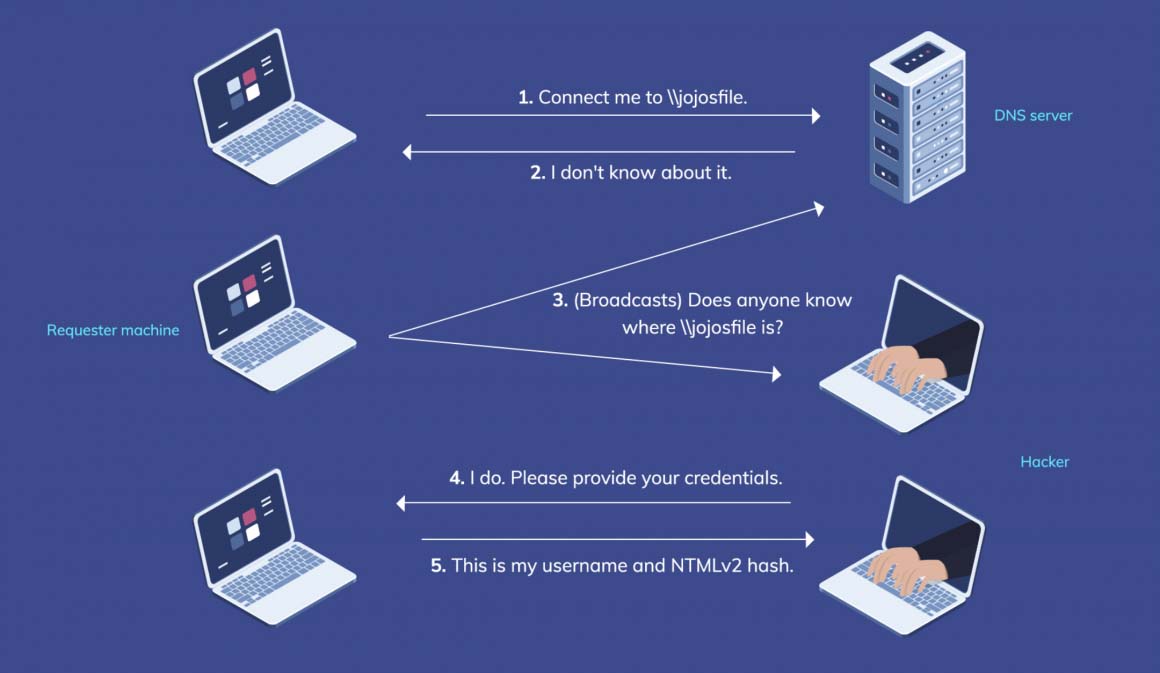 1. Connect me to \\jojosfile.
DNS server
2. I don't know about it.
3. (Broadcasts) Does anyone know
where \\jojosfile is?
Requester machine
Hacker
4. I do. Please provide your credentials.
5. This is my username and NTMLv2 hash.